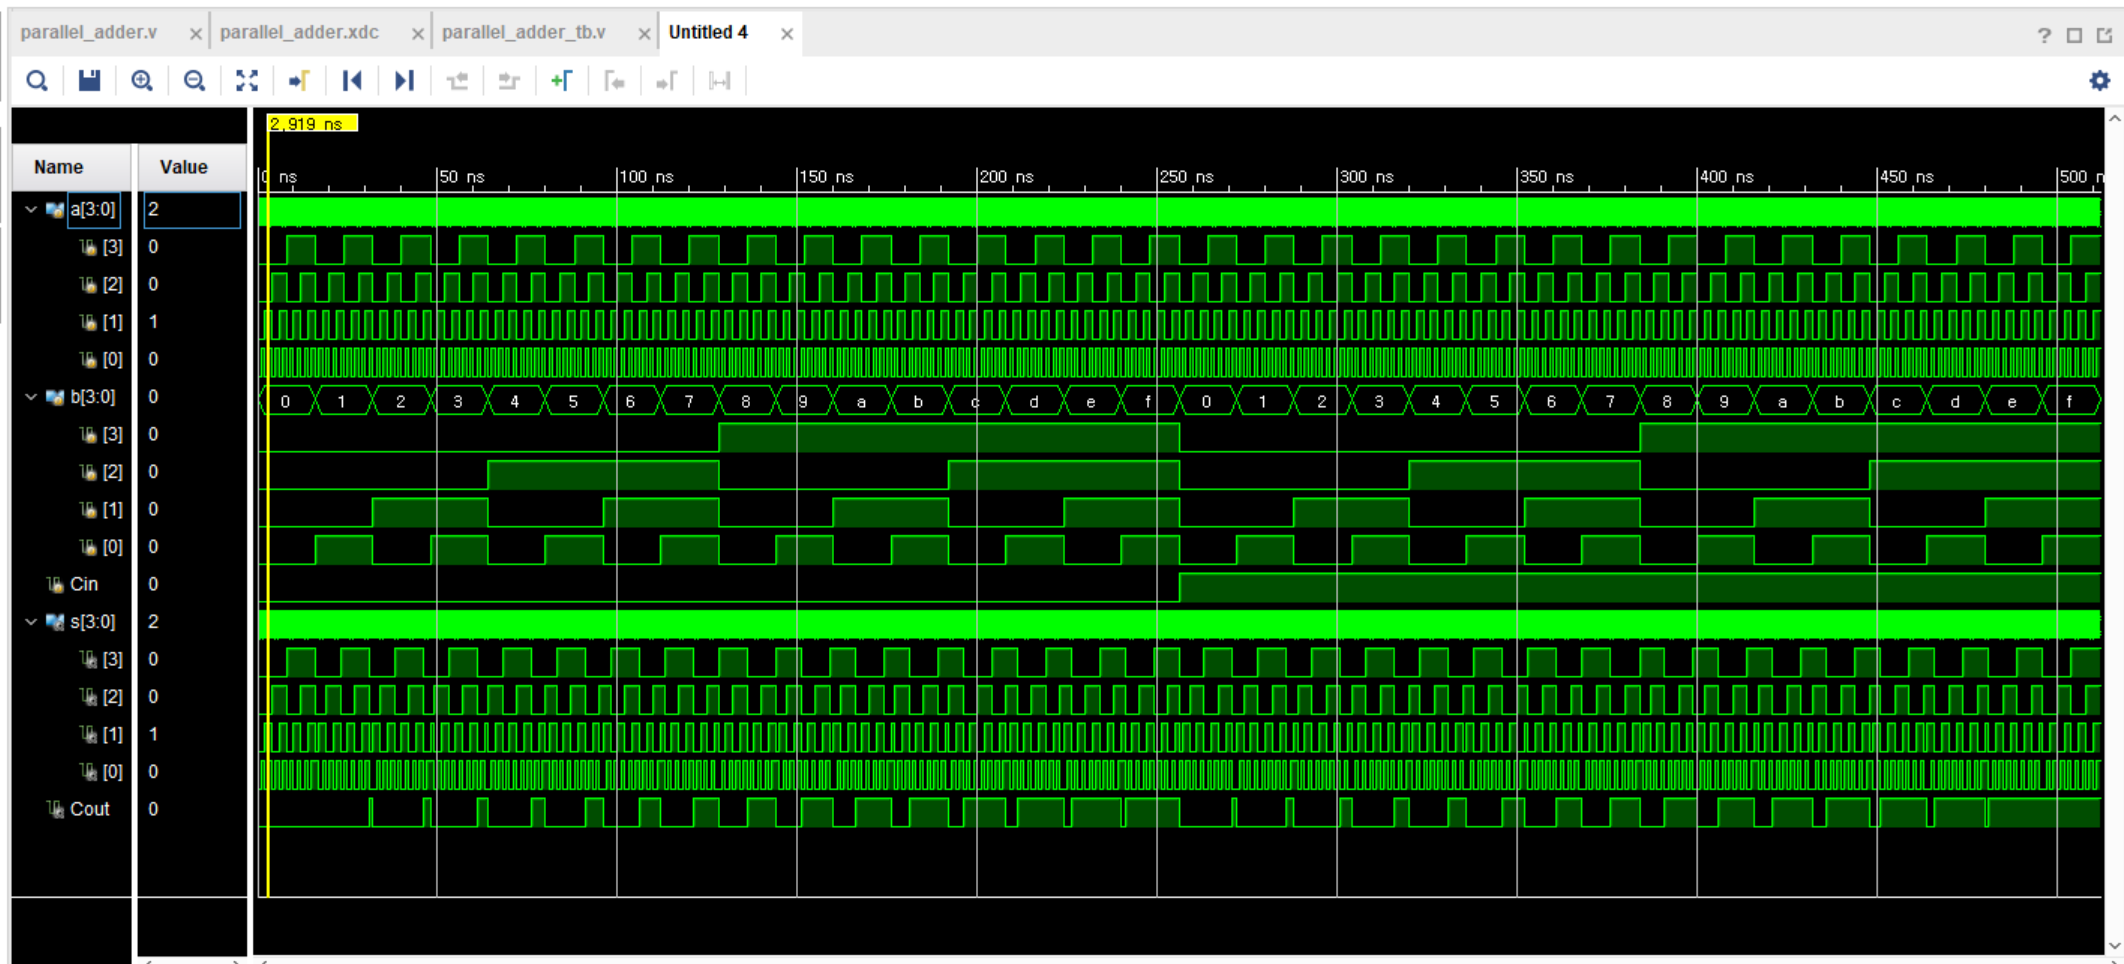 parallel_adder.v × parallel_adder.xdc × parallel_adder_tb.v × Untitled 4 ×
2,919 ns
Name Value
0 ns 50 ns 100 ns 150 ns 200 ns 250 ns 300 ns 350 ns 400 ns 450 ns 500 n
a[3:0] 2
[3] 0
[2] 0
[1] 1
[0] 0
b[3:0] 0 0 1 2 3 4 5 6 7 8 9 a b c d e f 0 1 2 3 4 5 6 7 8 9 a b c d e f
[3] 0
[2] 0
[1] 0
[0] 0
Cin 0
s[3:0] 2
[3] 0
[2] 0
[1] 1
[0] 0
Cout 0